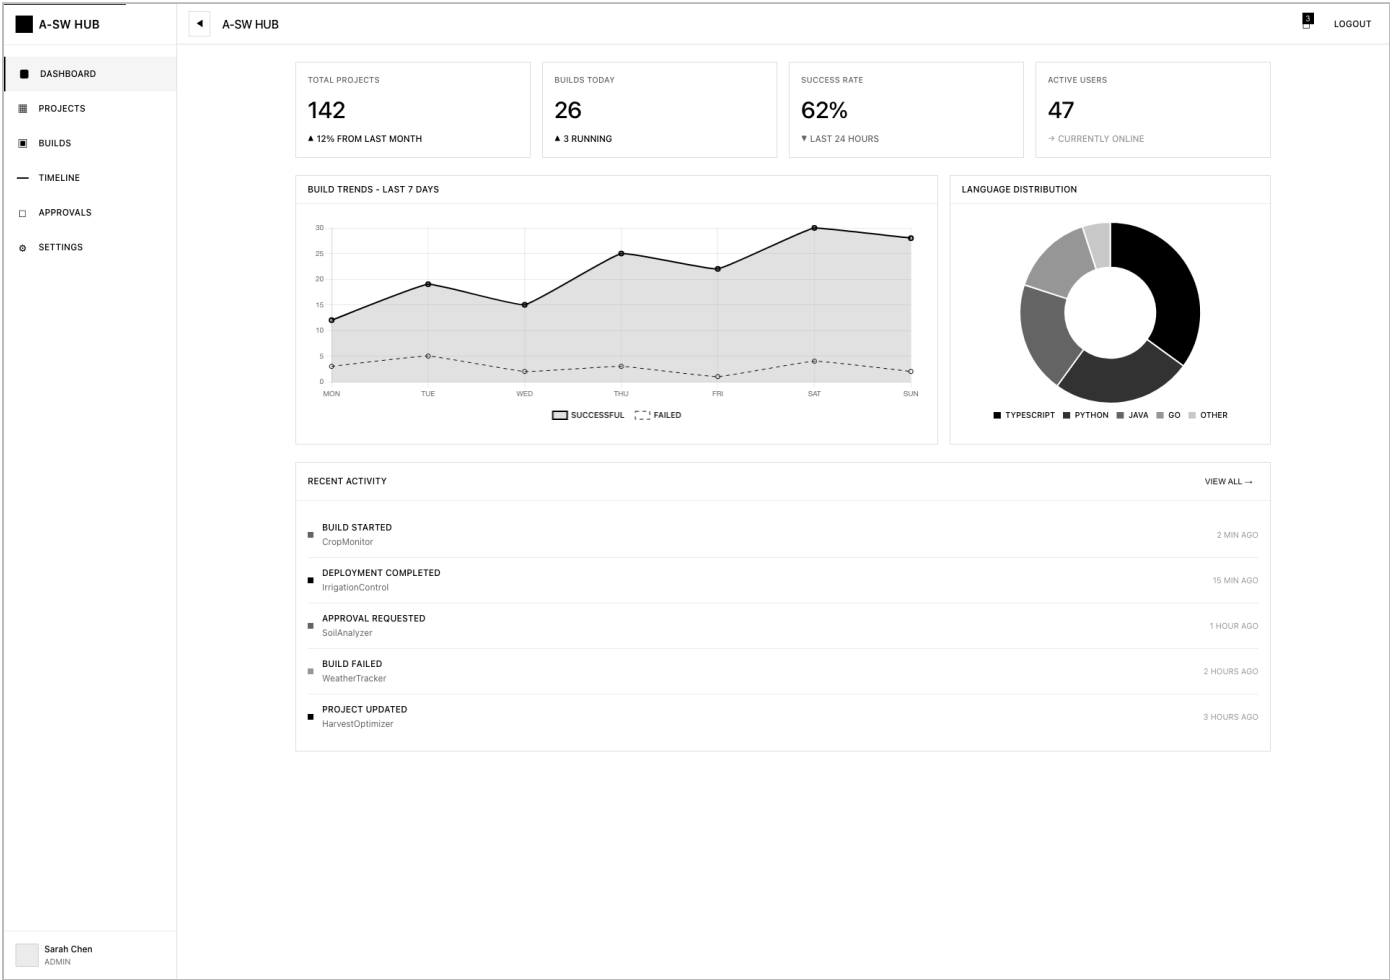 A-SW HUB
A-SW HUB
3
LOGOUT
DASHBOARD
PROJECTS
BUILDS
TIMELINE
APPROVALS
SETTINGS
TOTAL PROJECTS
142
▲ 12% FROM LAST MONTH
BUILDS TODAY
26
▲ 3 RUNNING
SUCCESS RATE
62%
▼ LAST 24 HOURS
ACTIVE USERS
47
→ CURRENTLY ONLINE
BUILD TRENDS - LAST 7 DAYS
30
25
20
15
10
5
0
MON TUE WED THU FRI SAT SUN
SUCCESSFUL FAILED
LANGUAGE DISTRIBUTION
TYPESCRIPT PYTHON JAVA GO OTHER
RECENT ACTIVITY
VIEW ALL →
BUILD STARTED
CropMonitor
2 MIN AGO
DEPLOYMENT COMPLETED
IrrigationControl
15 MIN AGO
APPROVAL REQUESTED
SoilAnalyzer
1 HOUR AGO
BUILD FAILED
WeatherTracker
2 HOURS AGO
PROJECT UPDATED
HarvestOptimizer
3 HOURS AGO
Sarah Chen
ADMIN